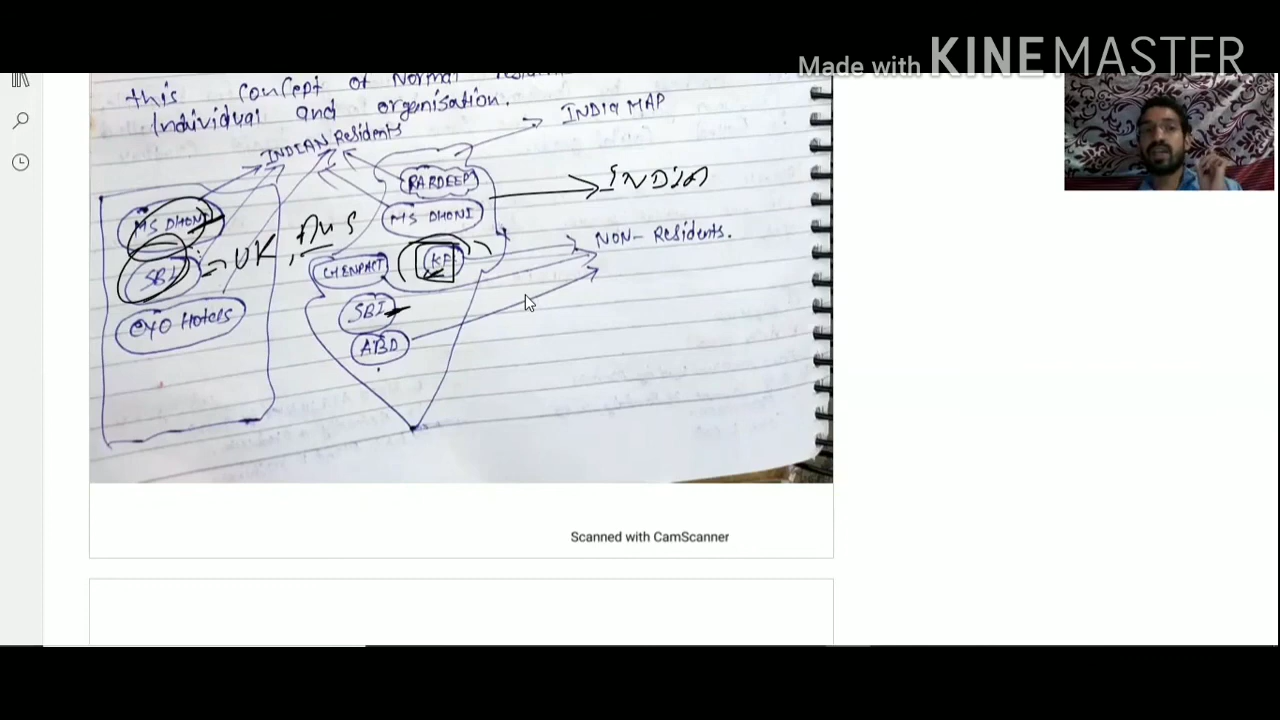 Made with KINEMASTER
this concept of Normal
Individual and organisation.
INDIAN Residents
INDIA MAP
PARDEEP
INDIA
MS DHONI
MS DHONI
UK, Aus
NON- Residents.
SBI
KF
SBI
OYO Hotels
ABD
Scanned with CamScanner